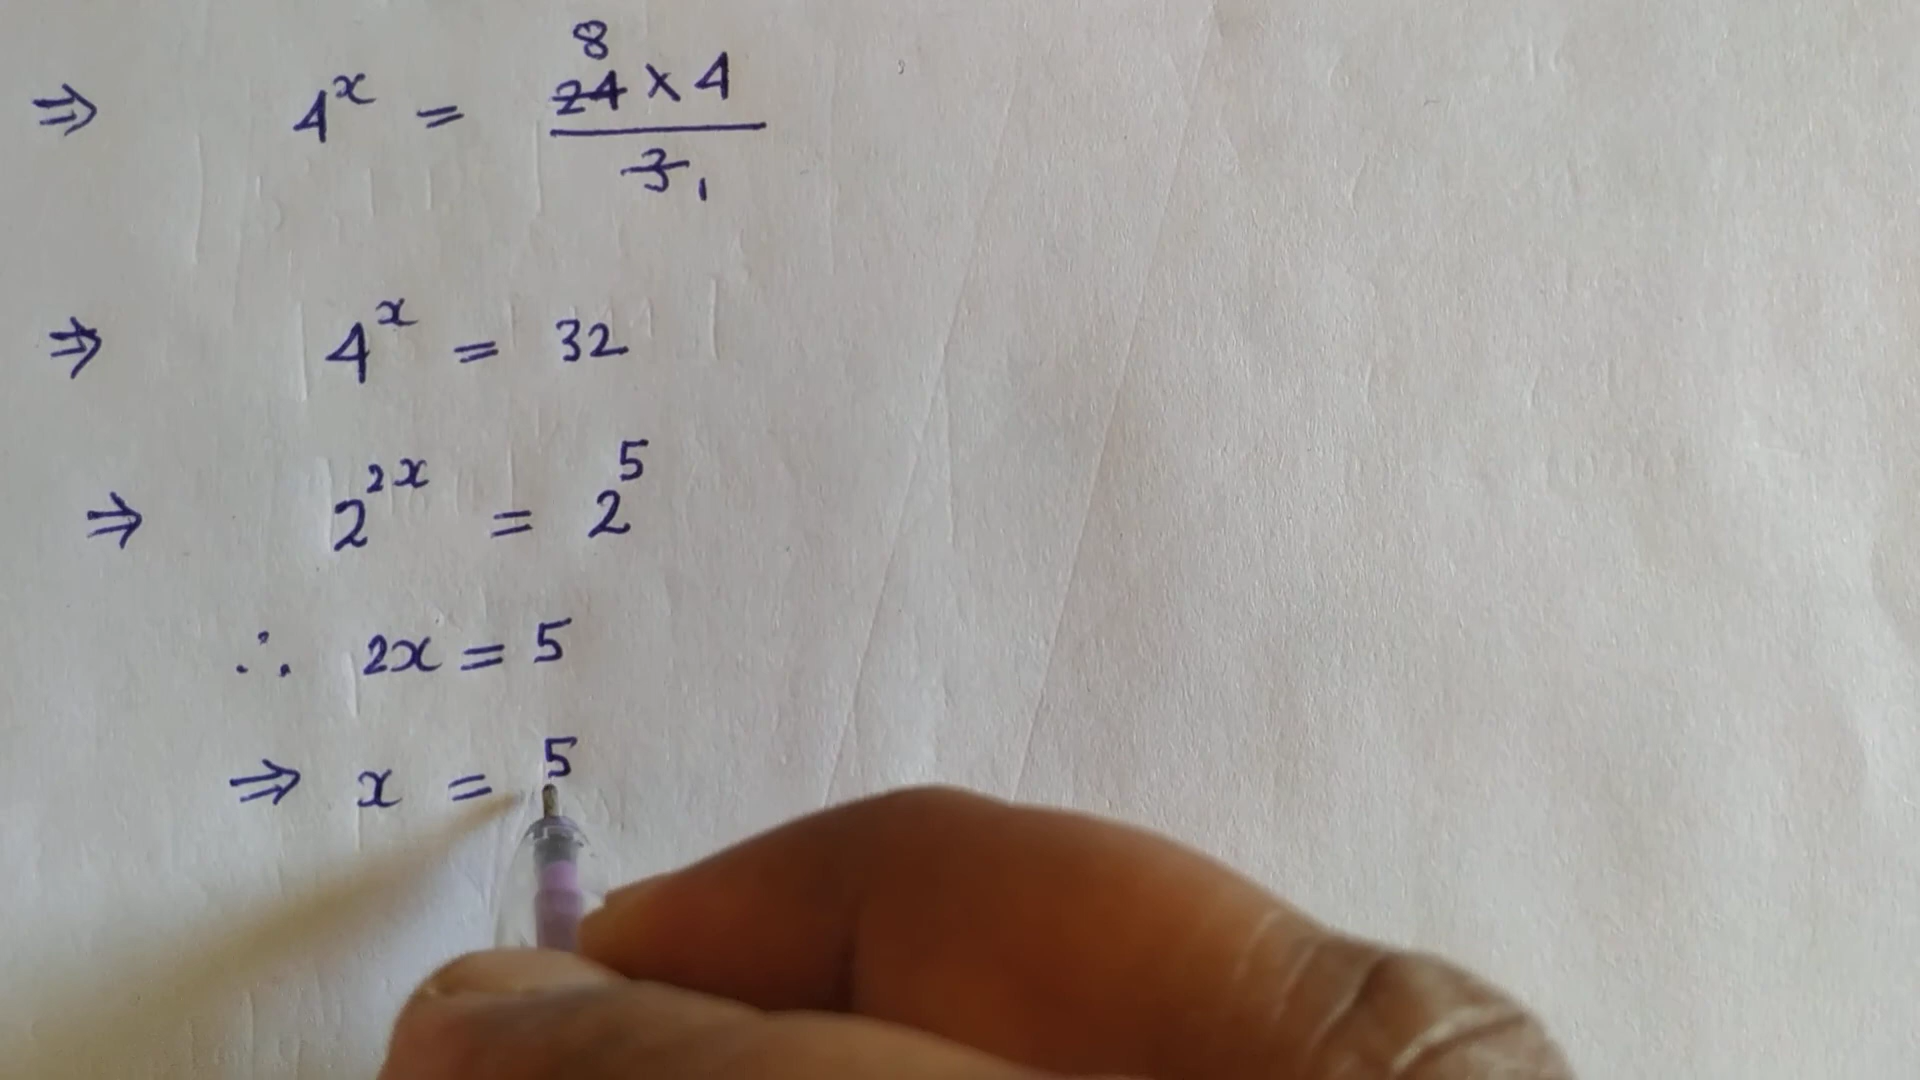 ⇒ 4^x = (8 24 × 4) / (3 1)
⇒ 4^x = 32
⇒ 2^2x = 2^5
∴ 2x = 5
⇒ x = 5